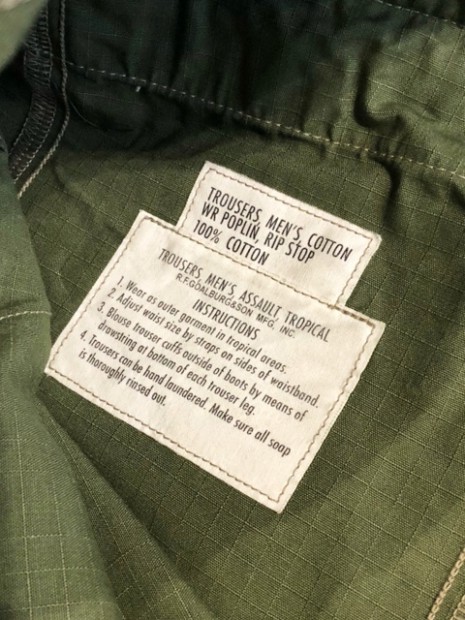 TROUSERS, MEN'S, COTTON
WR POPLIN, RIP STOP
100% COTTON
TROUSERS, MEN'S, ASSAULT, TROPICAL
R.F.GOALBURG&SON MFG, INC.
INSTRUCTIONS
1. Wear as outer garment in tropical areas.
2. Adjust waist size by straps on sides of waistband.
3. Blouse trouser cuffs outside of boots by means of
drawstring at bottom of each trouser leg.
4. Trousers can be hand laundered. Make sure all soap
is thoroughly rinsed out.